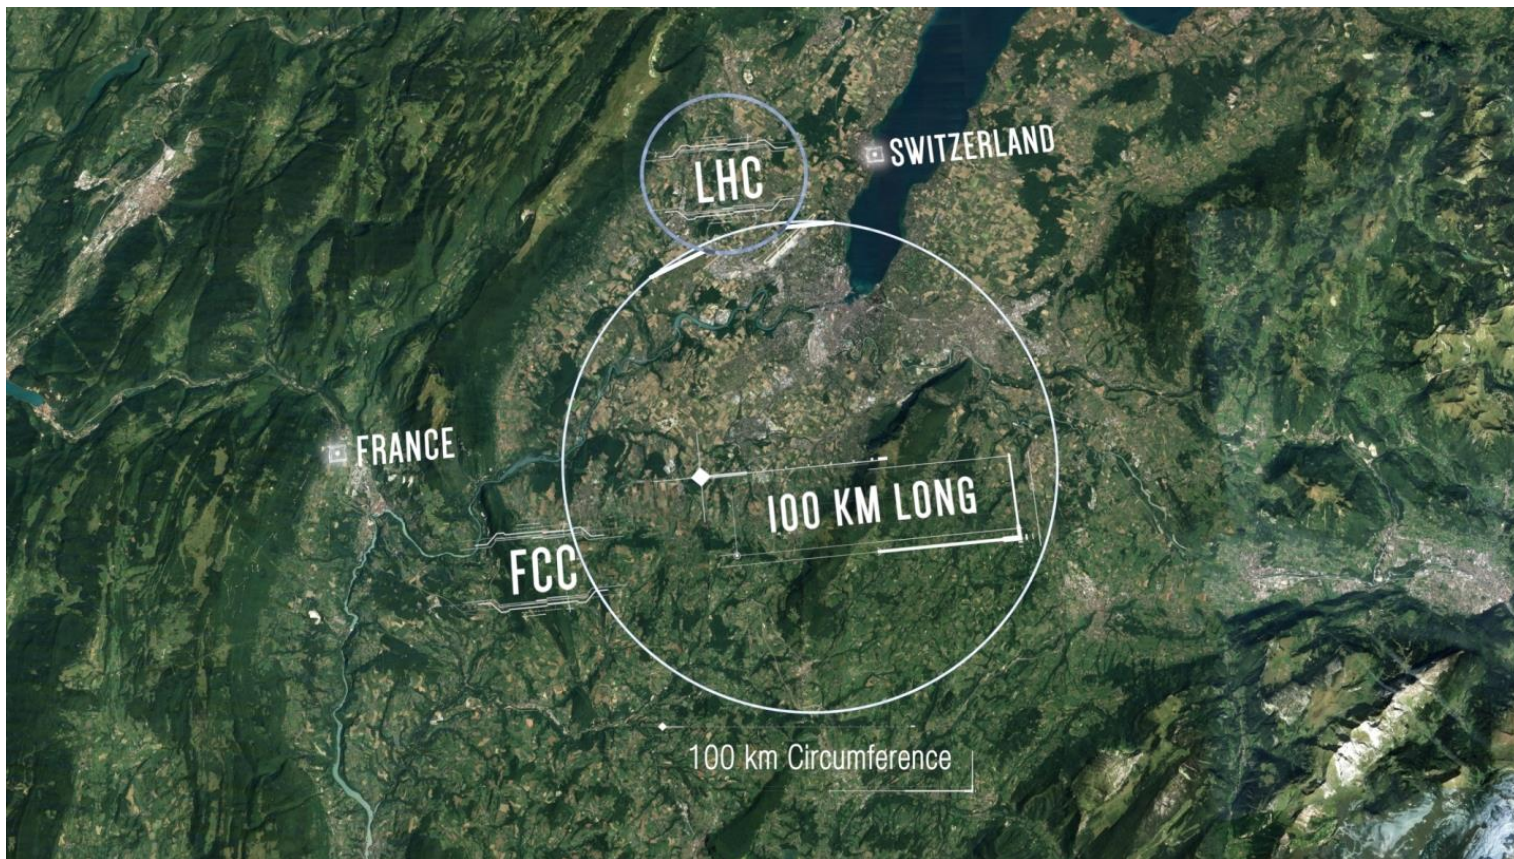 LHC
SWITZERLAND
FRANCE
100 KM LONG
FCC
100 km Circumference